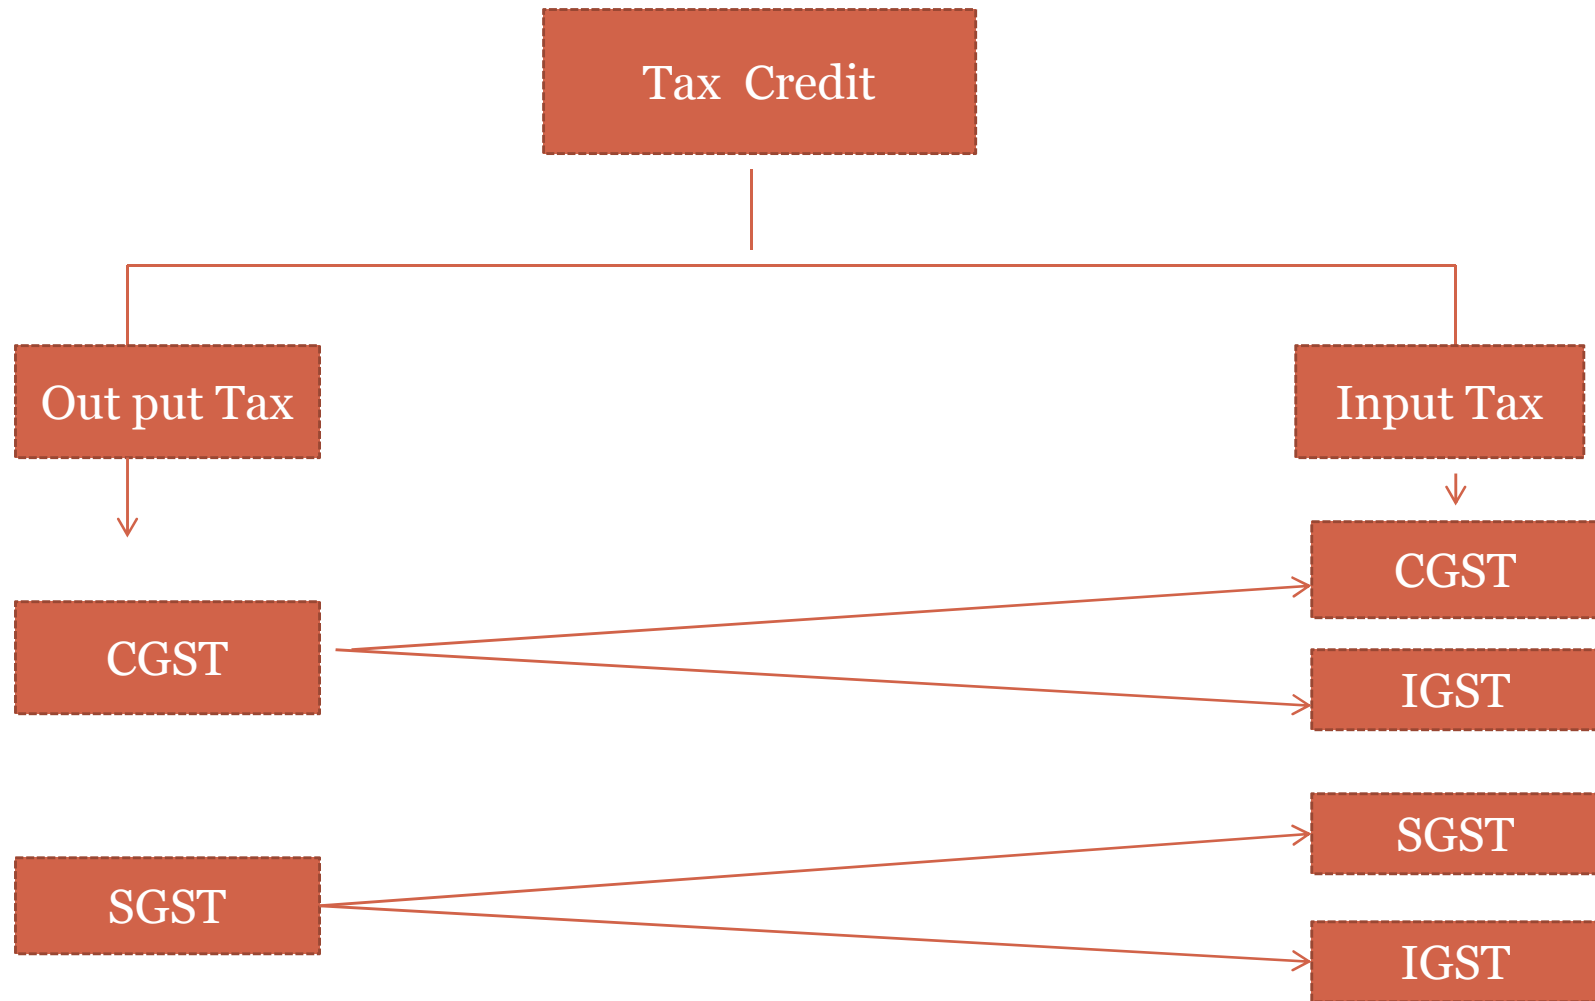 Tax Credit
Out put Tax
Input Tax
CGST
CGST
IGST
SGST
SGST
IGST